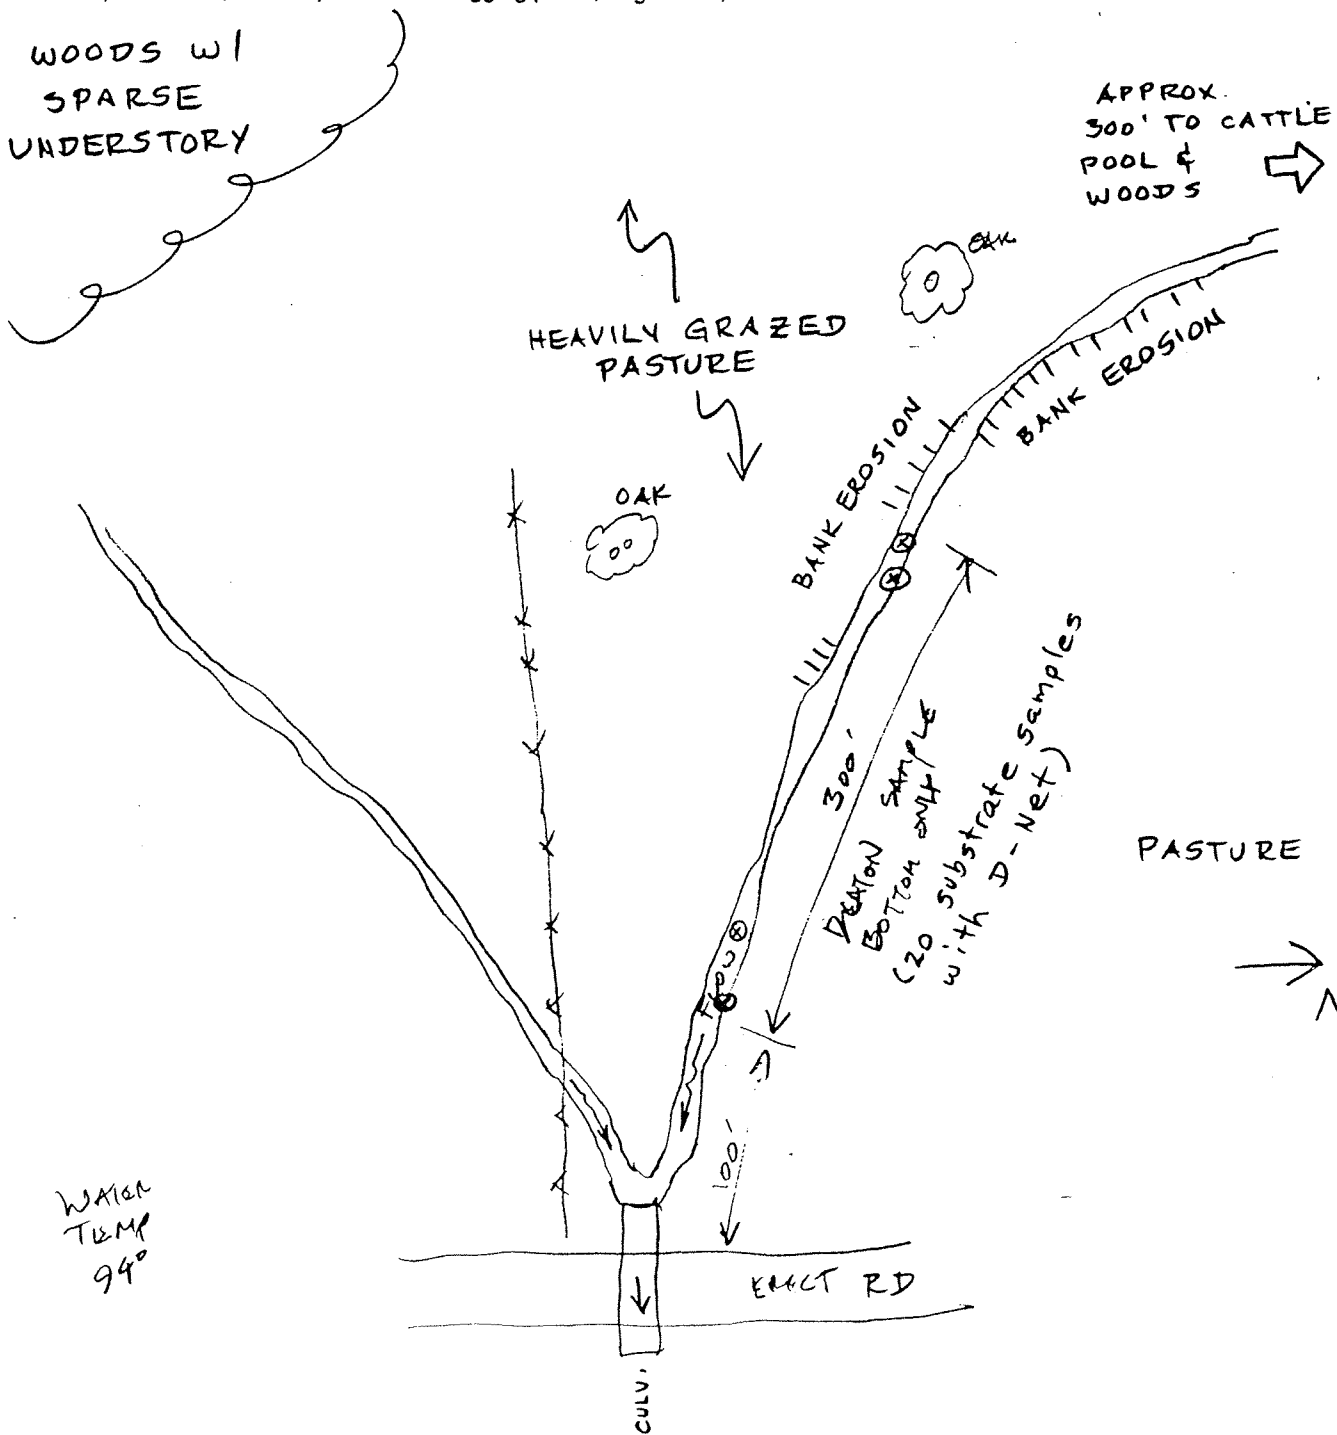 WOODS W/
SPARSE
UNDERSTORY
APPROX.
300' TO CATTLE
POOL &
WOODS
OAK
HEAVILY GRAZED
PASTURE
BANK EROSION
BANK EROSION
OAK
300'
BOTTOM ONLY
SAMPLE
(20 substrate samples
with D-Net)
PASTURE
Flow
100'
WATER
TEMP
94°
RD
CULV.